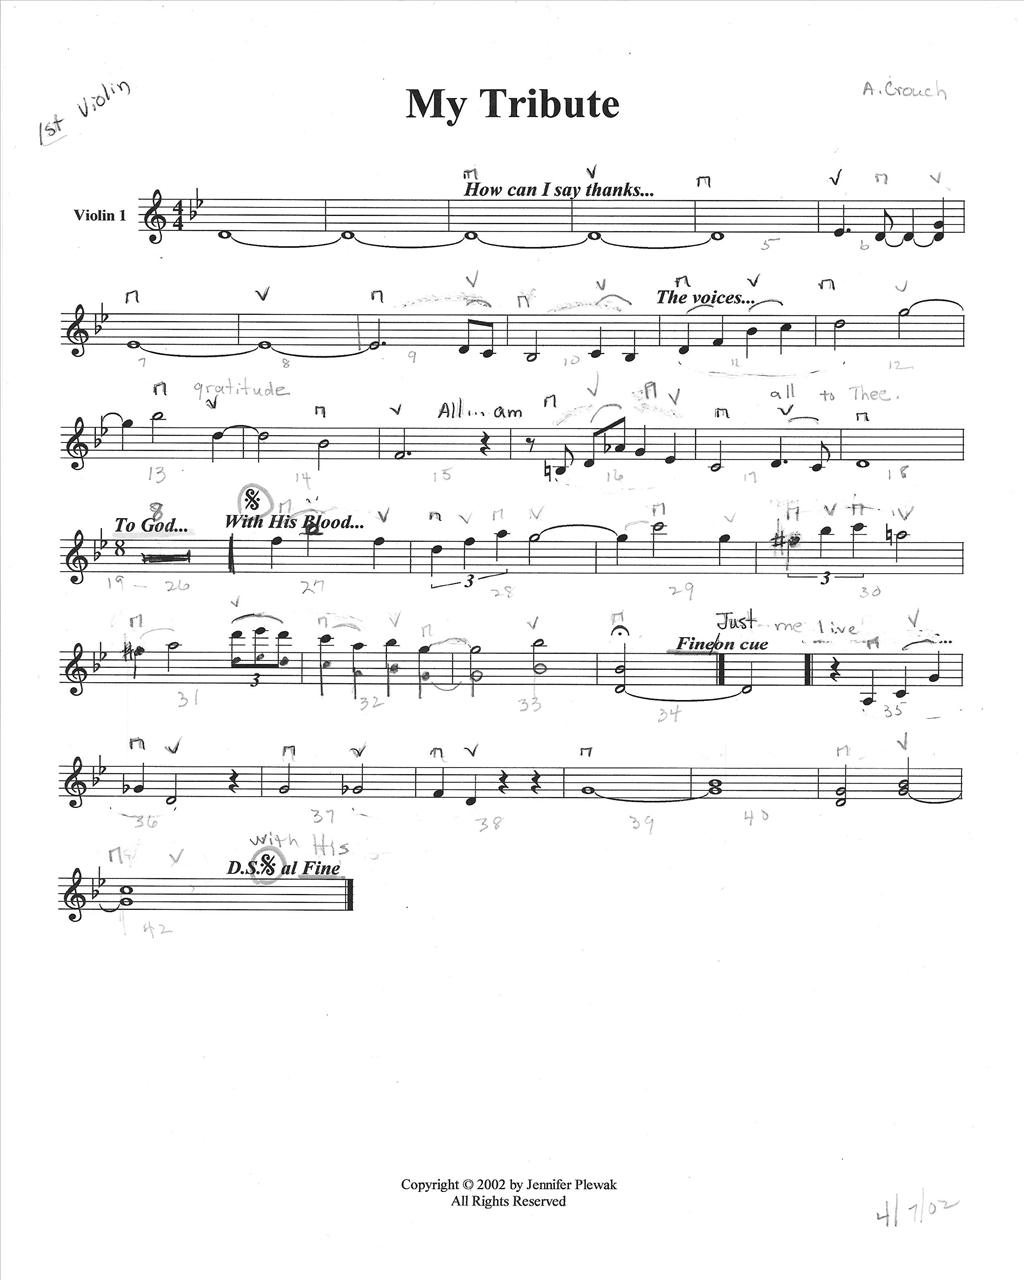 1st Violin
My Tribute
A. Crouch
How can I say thanks...
Violin 1
4
4
5
6
The voices...
7 8 9 10 11 12
gratitude
All... am
all to Thee.
13 14 15 16 17 18
8
To God...
With His Blood...
8
3
3
19 - 26 27 28 29 30
Just me live
Fine on cue
...
3
31 32 33 34 35
36 37 38 39 40
with His
D.S. al Fine
42
Copyright © 2002 by Jennifer Plewak
All Rights Reserved
4/7/02